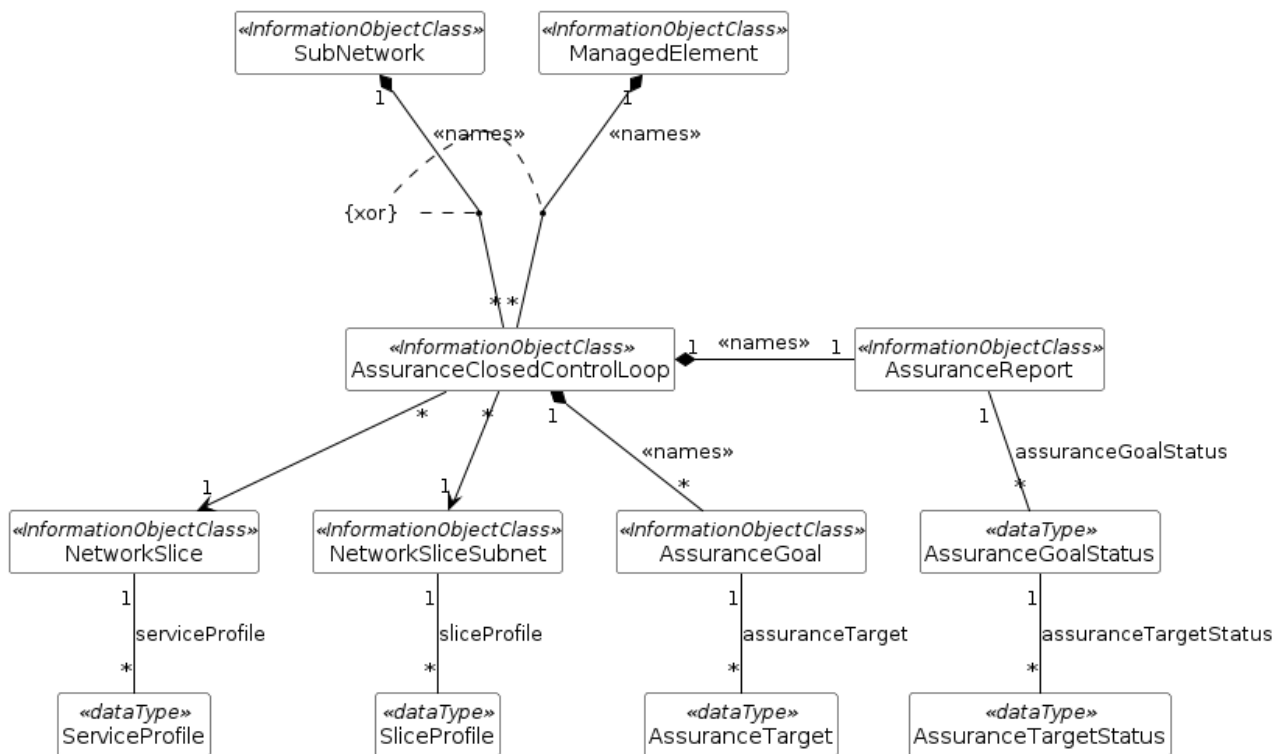 «InformationObjectClass»
SubNetwork
«InformationObjectClass»
ManagedElement
1
1
«names»
«names»
{xor}
*
*
«InformationObjectClass»
AssuranceClosedControlLoop
1
«names»
1
«InformationObjectClass»
AssuranceReport
*
*
1
1
«names»
assuranceGoalStatus
1
1
*
*
«InformationObjectClass»
NetworkSlice
«InformationObjectClass»
NetworkSliceSubnet
«InformationObjectClass»
AssuranceGoal
«dataType»
AssuranceGoalStatus
1
1
1
1
serviceProfile
sliceProfile
assuranceTarget
assuranceTargetStatus
*
*
*
*
«dataType»
ServiceProfile
«dataType»
SliceProfile
«dataType»
AssuranceTarget
«dataType»
AssuranceTargetStatus